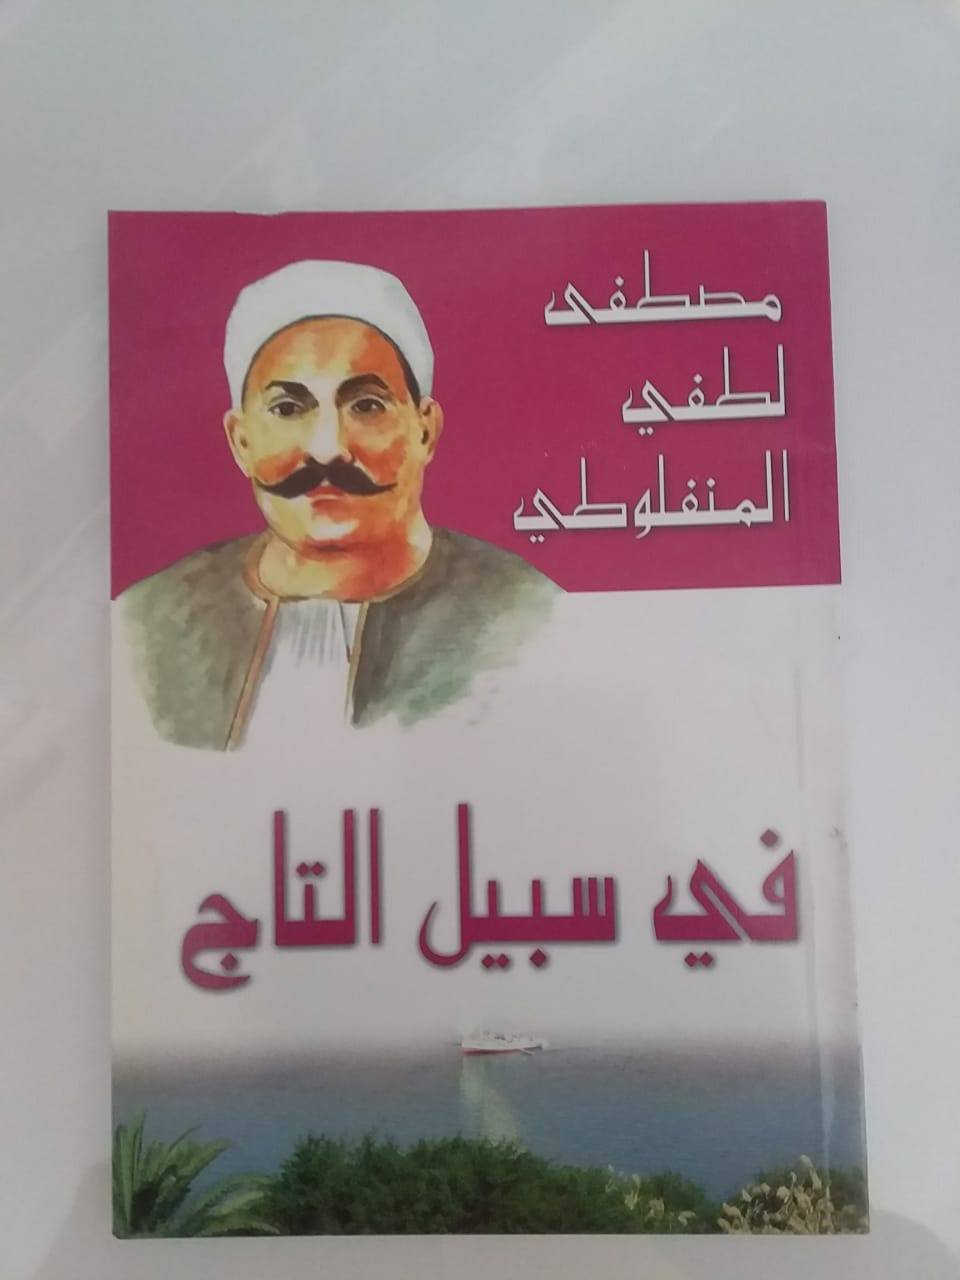 مصطفى
لطفي
المنفلوطي
في سبيل التاج